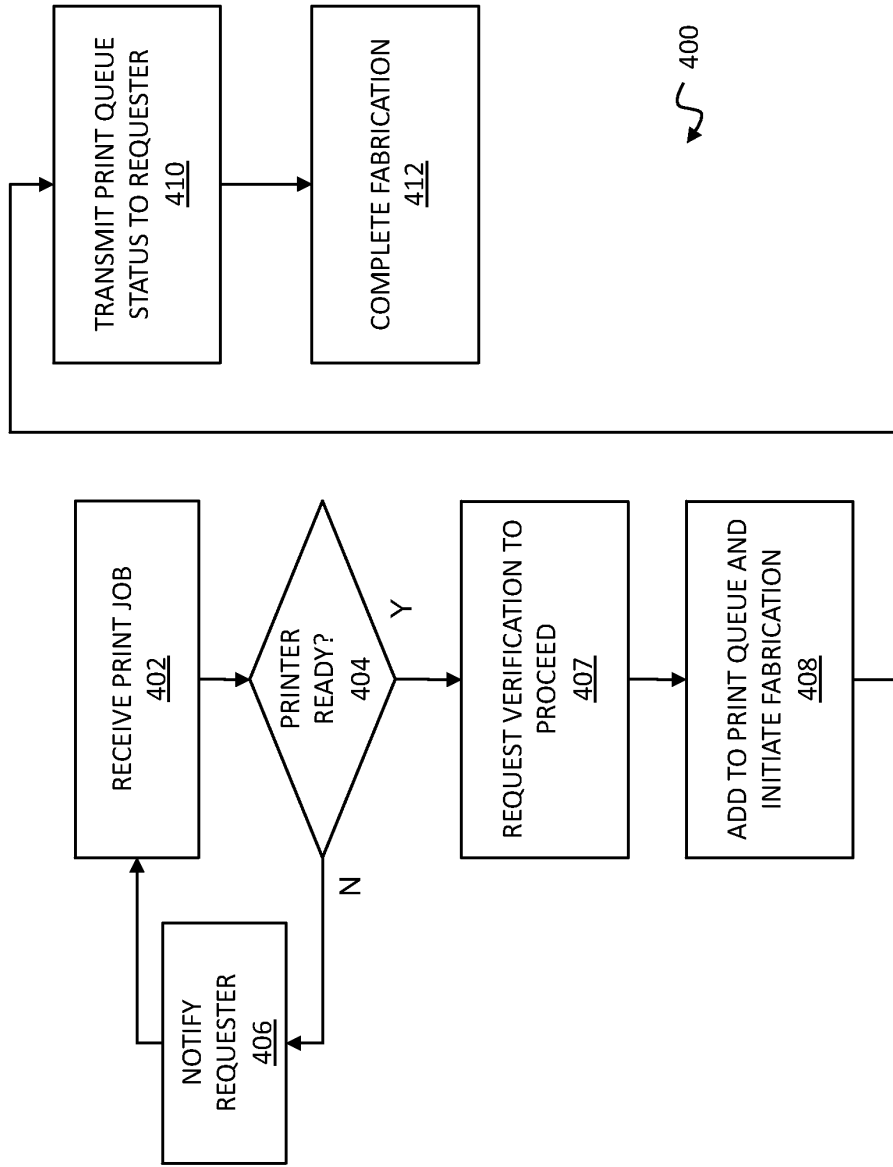 RECEIVE PRINT JOB
402
PRINTER
READY?
404
N
Y
NOTIFY
REQUESTER
406
REQUEST VERIFICATION TO
PROCEED
407
ADD TO PRINT QUEUE AND
INITIATE FABRICATION
408
TRANSMIT PRINT QUEUE
STATUS TO REQUESTER
410
COMPLETE FABRICATION
412
400